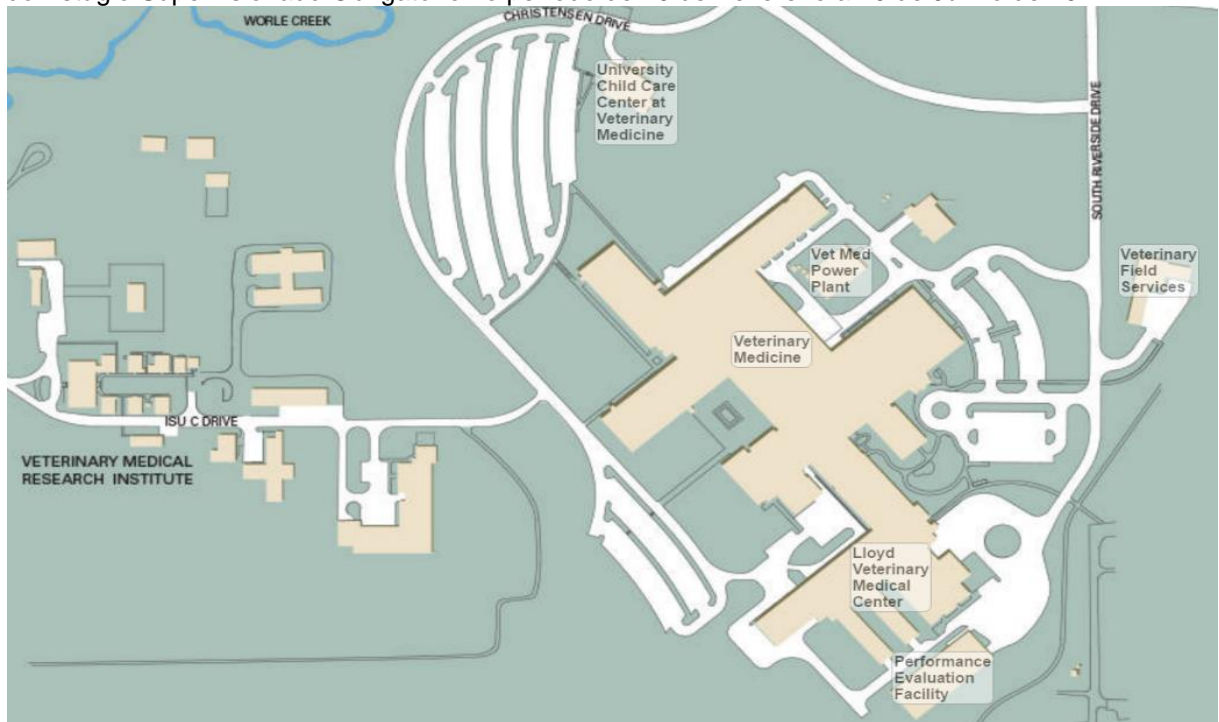 WORLE CREEK
CHRISTENSEN DRIVE
University
Child Care
Center at
Veterinary
Medicine
SOUTH RIVERSIDE DRIVE
Vet Med
Power
Plant
Veterinary
Field
Services
Veterinary
Medicine
ISU C DRIVE
VETERINARY MEDICAL
RESEARCH INSTITUTE
Lloyd
Veterinary
Medical
Center
Performance
Evaluation
Facility